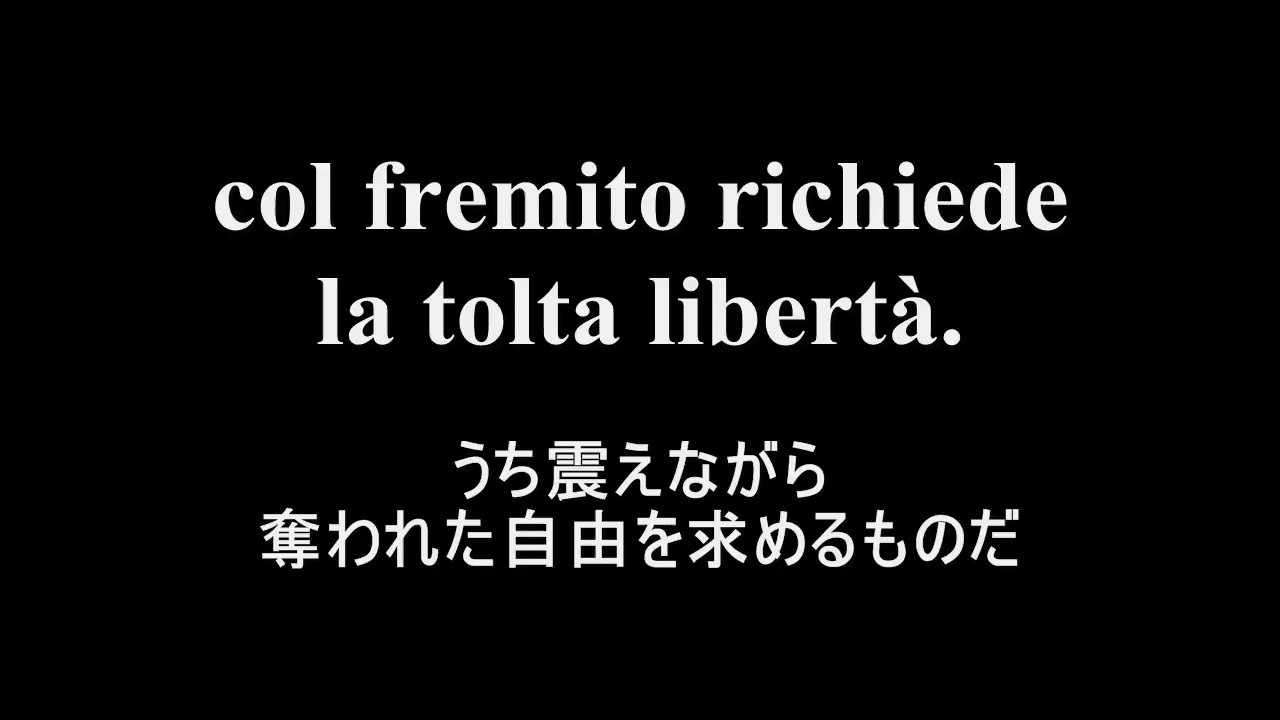 col fremito richiede
la tolta libertà.
うち震えながら
奪われた自由を求めるものだ